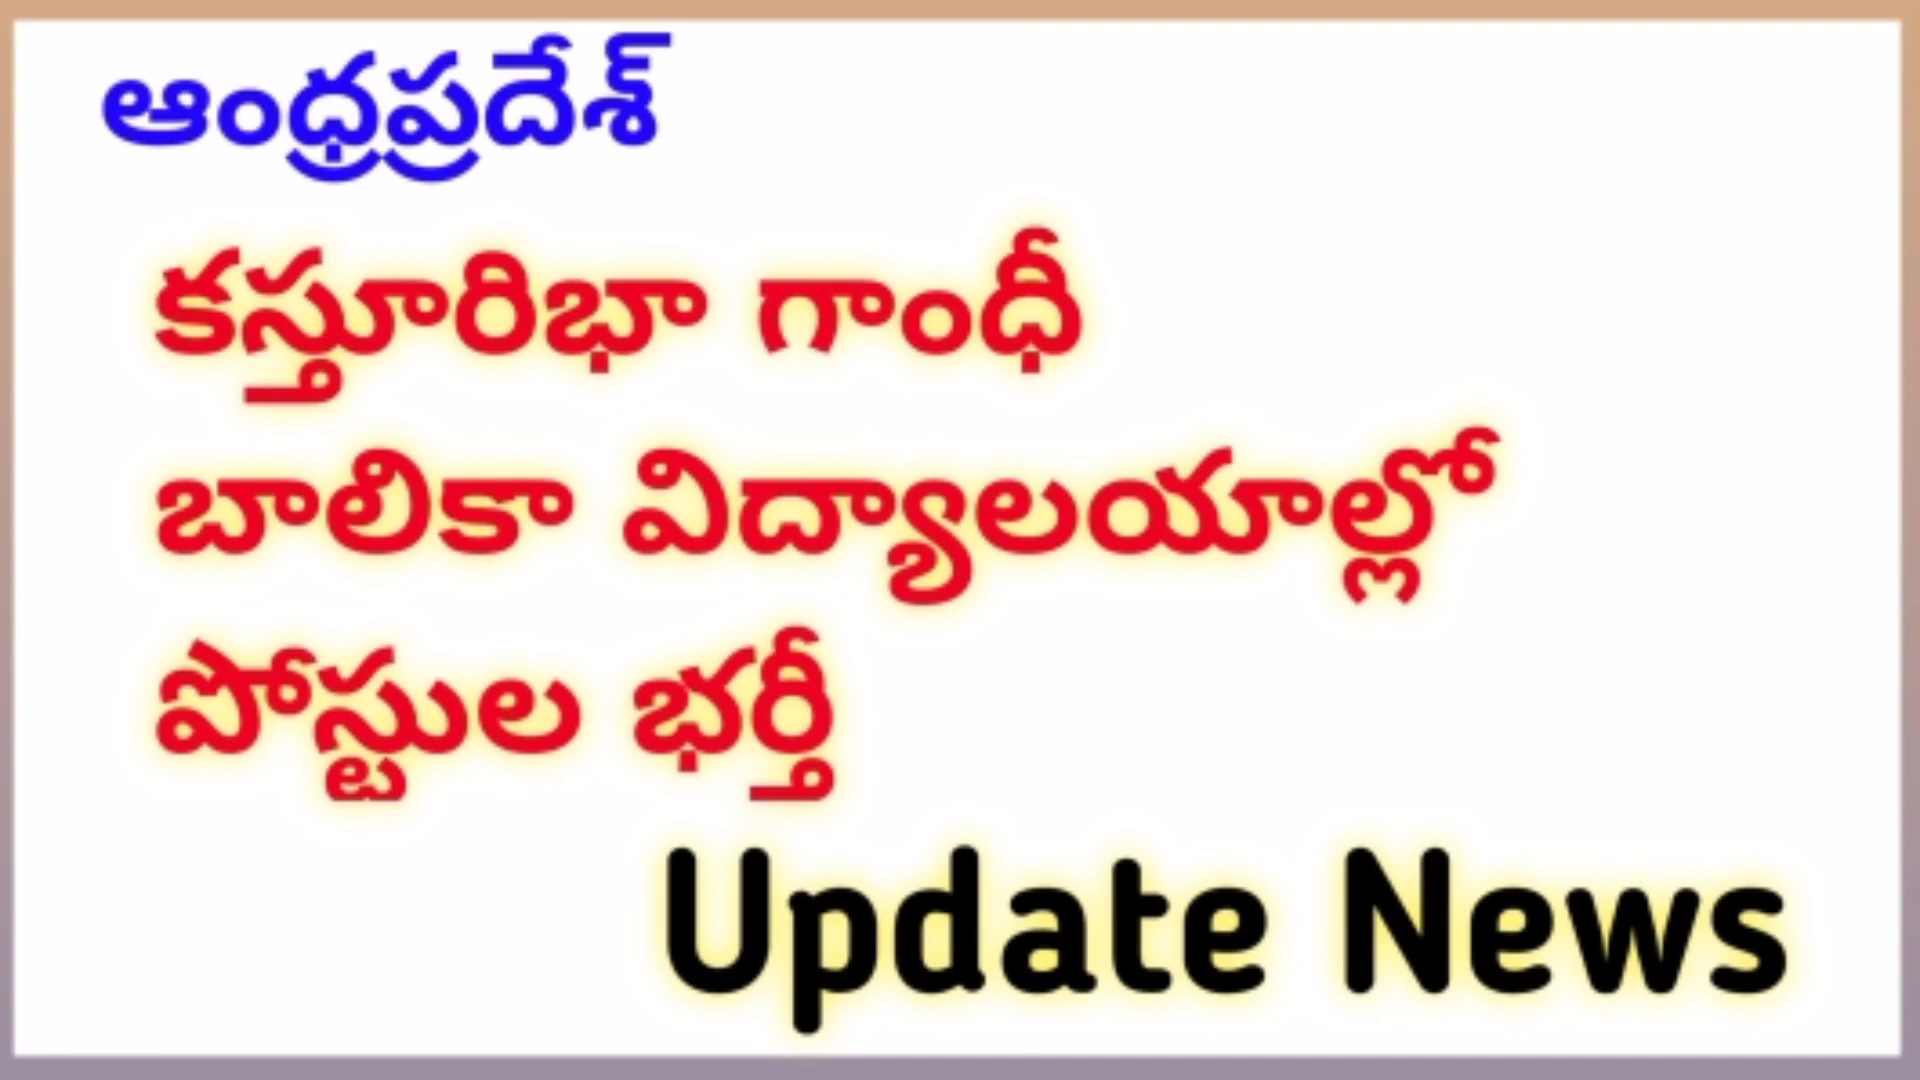 ఆంధ్రప్రదేశ్
కస్తూరిభా గాంధీ
బాలికా విద్యాలయాల్లో
పోస్టుల భర్తీ
Update News